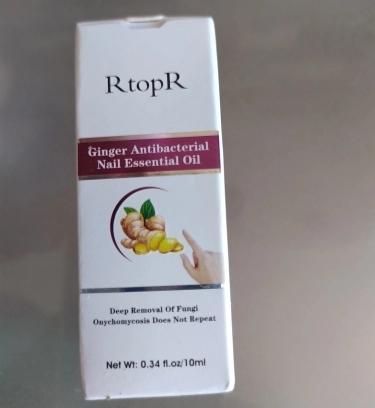 RtopR
Ginger Antibacterial
Nail Essential Oil
Deep Removal Of Fungi
Onychomycosis Does Not Repeat
Net Wt: 0.34 fl.oz/10ml